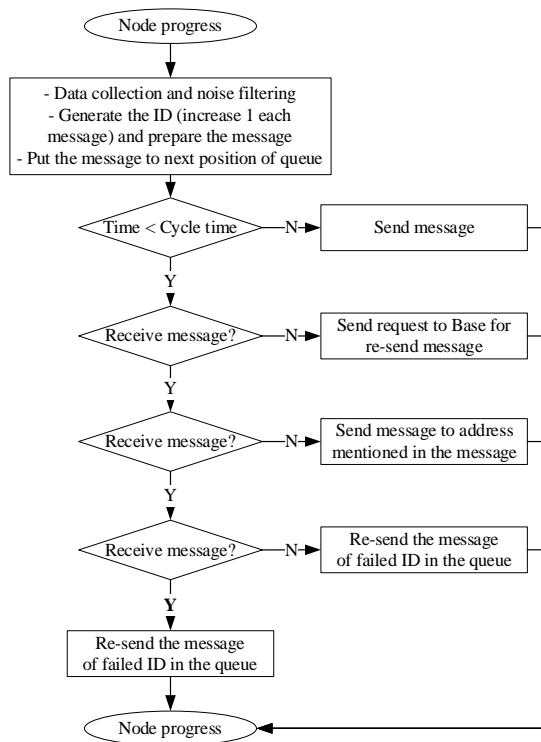 Node progress
- Data collection and noise filtering
- Generate the ID (increase 1 each
message) and prepare the message
- Put the message to next position of queue
Time < Cycle time
N
Send message
Y
Receive message?
N
Send request to Base for
re-send message
Y
Receive message?
N
Send message to address
mentioned in the message
Y
Receive message?
N
Re-send the message
of failed ID in the queue
Y
Re-send the message
of failed ID in the queue
Node progress